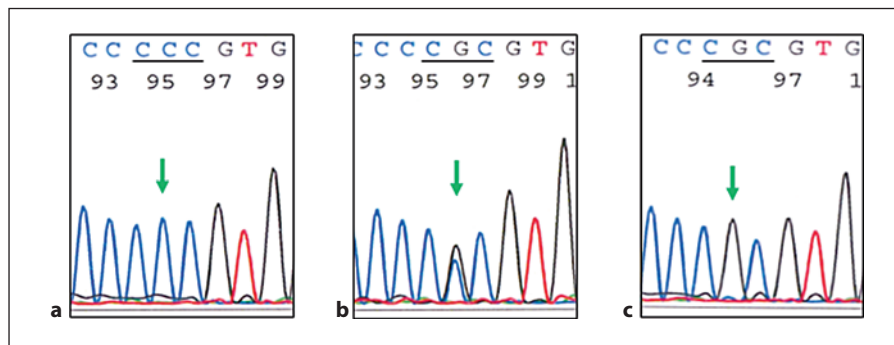 C C C C C G T G
93 95 97 99
a
C C C C C G C G T G
93 95 97 99 1
b
C C C G C G T G
94 97 1
c